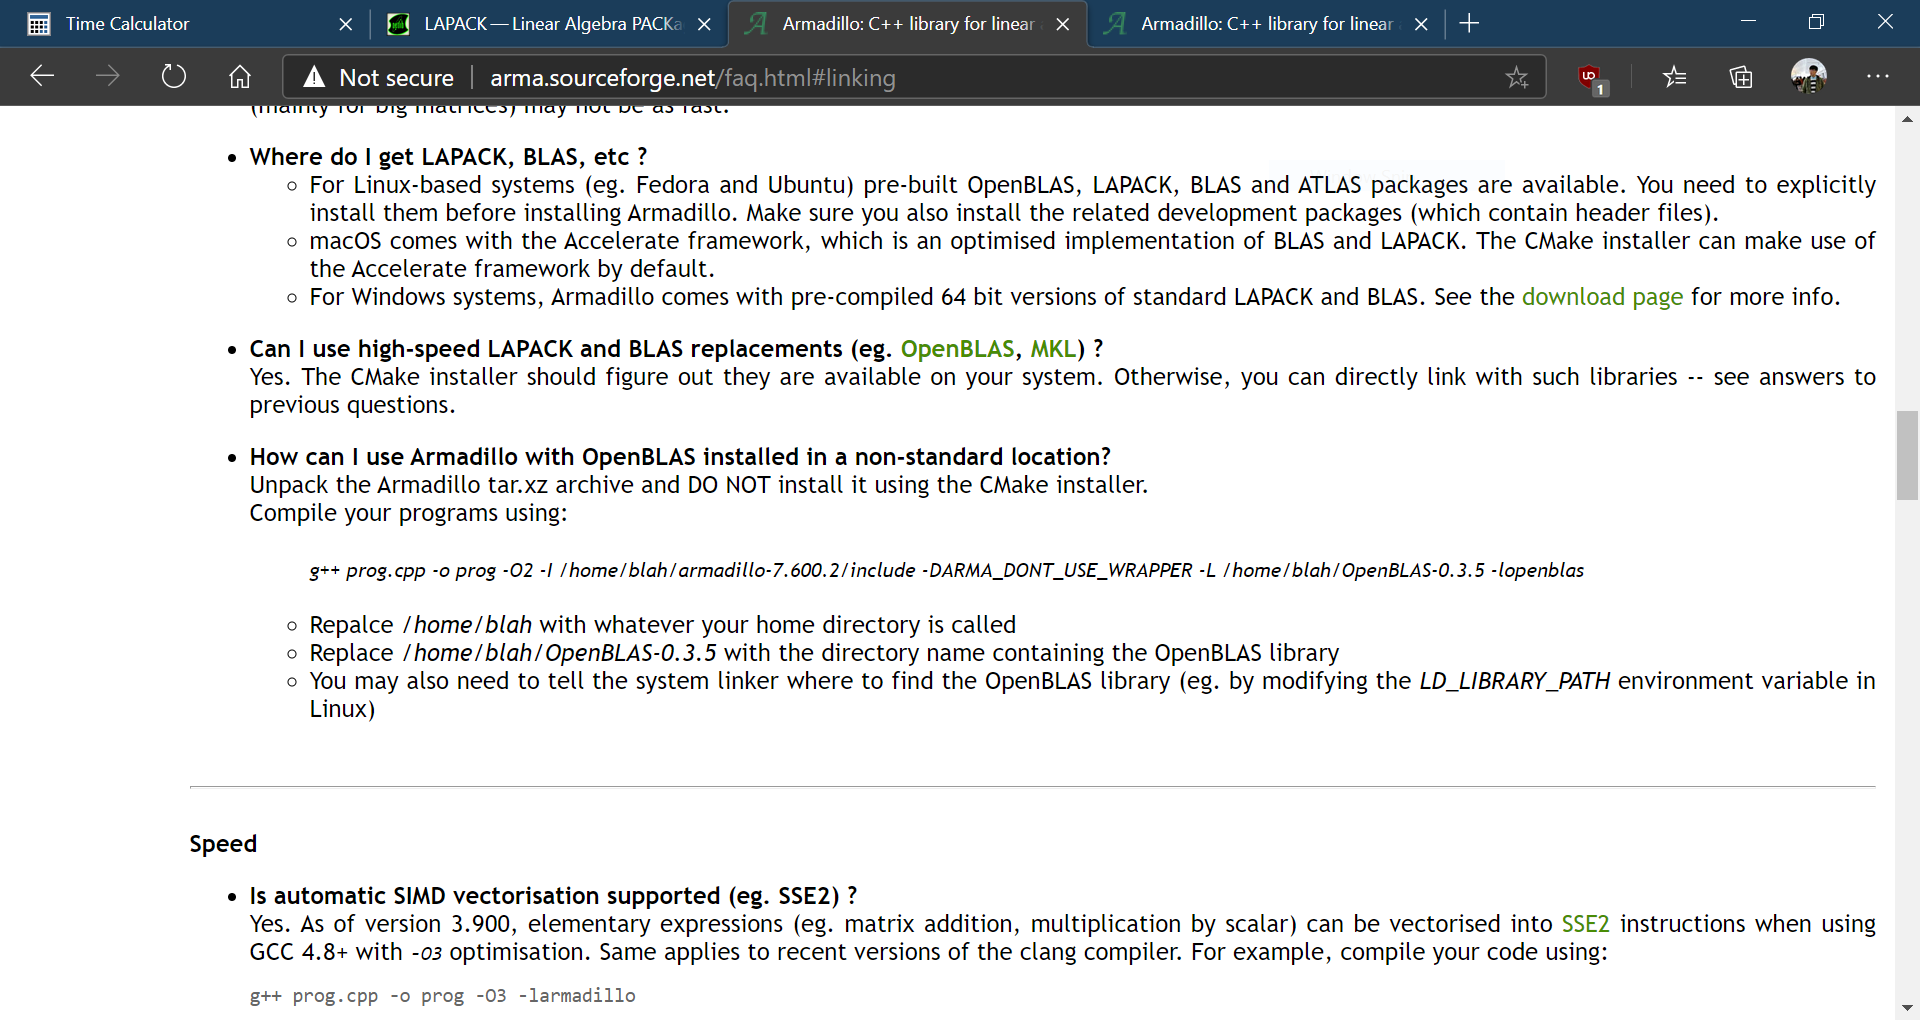 Time Calculator
LAPACK — Linear Algebra PACKa
Armadillo: C++ library for linear
Armadillo: C++ library for linear
Not secure
arma.sourceforge.net/faq.html#linking
1
(mainly for big matrices) may not be as fast.
Where do I get LAPACK, BLAS, etc ?
For Linux-based systems (eg. Fedora and Ubuntu) pre-built OpenBLAS, LAPACK, BLAS and ATLAS packages are available. You need to explicitly
install them before installing Armadillo. Make sure you also install the related development packages (which contain header files).
macOS comes with the Accelerate framework, which is an optimised implementation of BLAS and LAPACK. The CMake installer can make use of
the Accelerate framework by default.
For Windows systems, Armadillo comes with pre-compiled 64 bit versions of standard LAPACK and BLAS. See the download page for more info.
Can I use high-speed LAPACK and BLAS replacements (eg. OpenBLAS, MKL) ?
Yes. The CMake installer should figure out they are available on your system. Otherwise, you can directly link with such libraries -- see answers to
previous questions.
How can I use Armadillo with OpenBLAS installed in a non-standard location?
Unpack the Armadillo tar.xz archive and DO NOT install it using the CMake installer.
Compile your programs using:
g++ prog.cpp -o prog -O2 -I /home/blah/armadillo-7.600.2/include -DARMA_DONT_USE_WRAPPER -L /home/blah/OpenBLAS-0.3.5 -lopenblas
Repalce /home/blah with whatever your home directory is called
Replace /home/blah/OpenBLAS-0.3.5 with the directory name containing the OpenBLAS library
You may also need to tell the system linker where to find the OpenBLAS library (eg. by modifying the LD_LIBRARY_PATH environment variable in
Linux)
Speed
Is automatic SIMD vectorisation supported (eg. SSE2) ?
Yes. As of version 3.900, elementary expressions (eg. matrix addition, multiplication by scalar) can be vectorised into SSE2 instructions when using
GCC 4.8+ with -O3 optimisation. Same applies to recent versions of the clang compiler. For example, compile your code using:
g++ prog.cpp -o prog -O3 -larmadillo